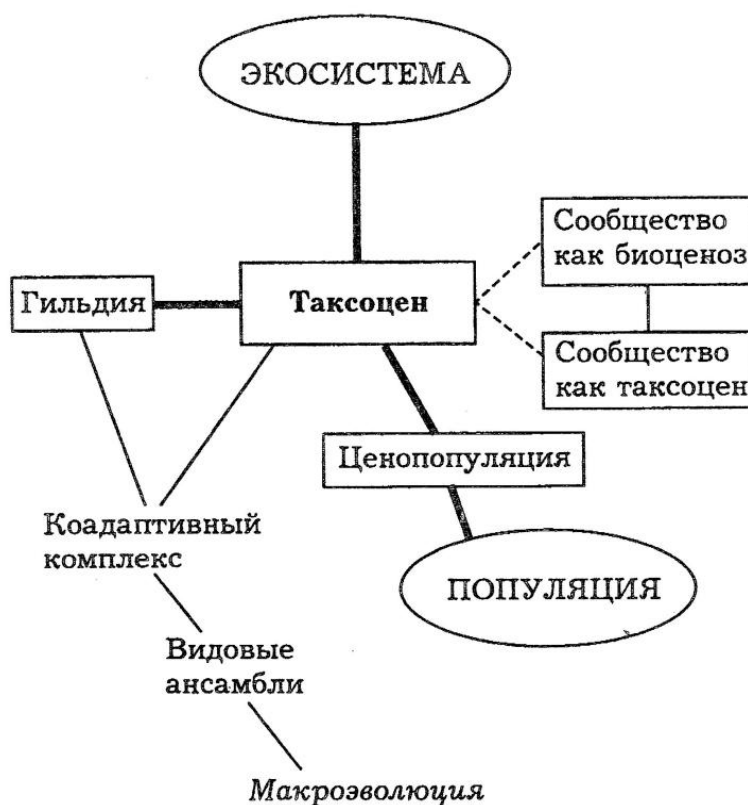 ЭКОСИСТЕМА
Сообщество
как биоценоз
Гильдия
Таксоцен
Сообщество
как таксоцен
Ценопопуляция
Коадаптивный
комплекс
ПОПУЛЯЦИЯ
Видовые
ансамбли
Макроэволюция